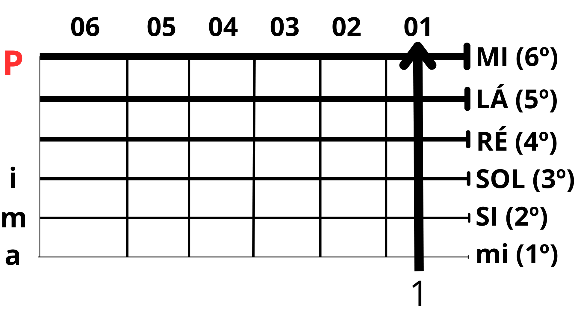 06 05 04 03 02 01
P MI (6º)
LÁ (5º)
RÉ (4º)
i SOL (3º)
m SI (2º)
a mi (1º)
1